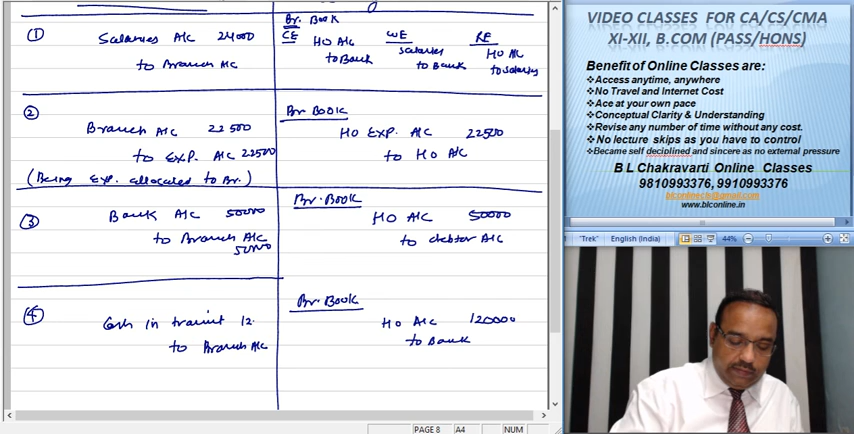 Br. Book
① Salaries A/C 24000
to Branch A/C
CE HO A/C
to Bank
WE Salaries
to Bank
RE HO A/C
to Salary
②
Branch A/C 22500
to EXP. A/C 22500
(Being Exp. allocated to Br.)
Br BOOK
HO EXP. A/C 22500
to HO A/C
③
Bank A/C 50000
to Branch A/C
50000
Br. BOOK
HO A/C 50000
to debtor A/C
④
Cash in transit 12.
to Branch A/C
Br. BOOK
HO A/C 120000
to Bank
PAGE 8 A4 NUM
VIDEO CLASSES FOR CA/CS/CMA
XI-XII, B.COM (PASS/HONS)
Benefit of Online Classes are:
❖Access anytime, anywhere
❖No Travel and Internet Cost
❖Ace at your own pace
❖Conceptual Clarity & Understanding
❖Revise any number of time without any cost.
❖No lecture skips as you have to control
❖Became self deciplined and sincere as no external pressure
B L Chakravarti Online Classes
9810993376, 9910993376
www.blconline.in
"Trek" English (India) 44%